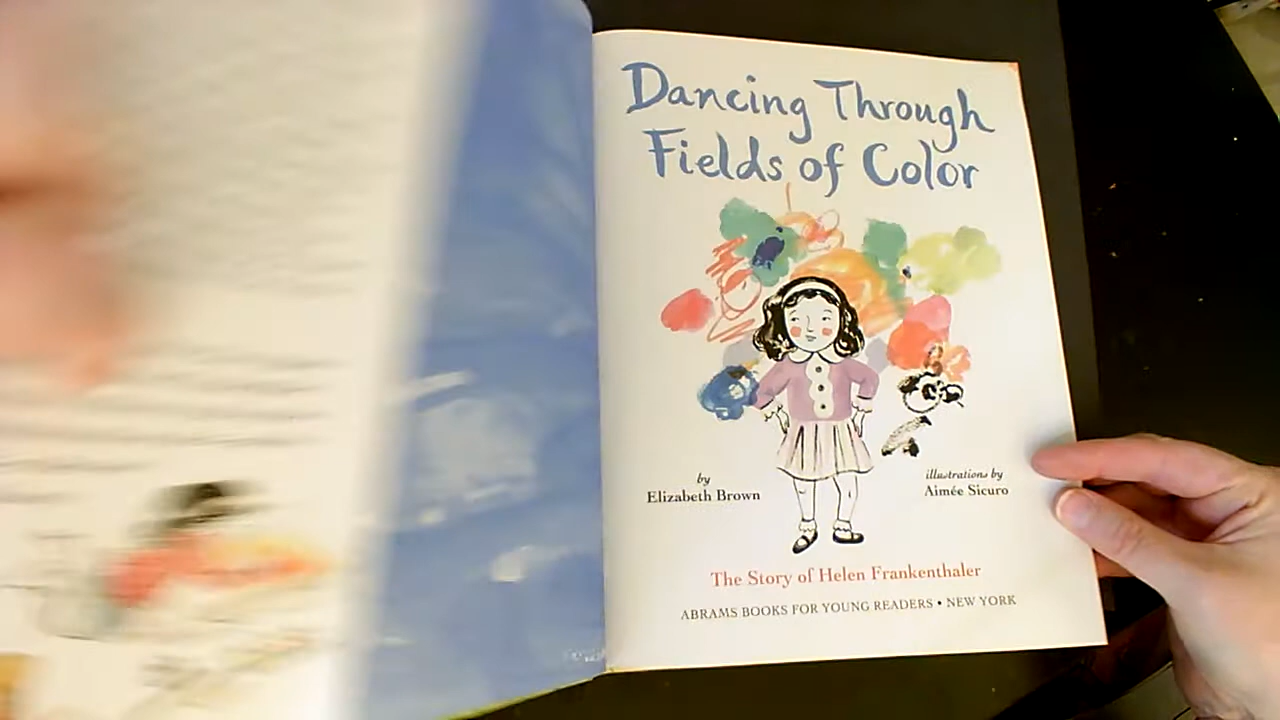 Dancing Through
Fields of Color
by
Elizabeth Brown
illustrations by
Aimée Sicuro
The Story of Helen Frankenthaler
ABRAMS BOOKS FOR YOUNG READERS • NEW YORK